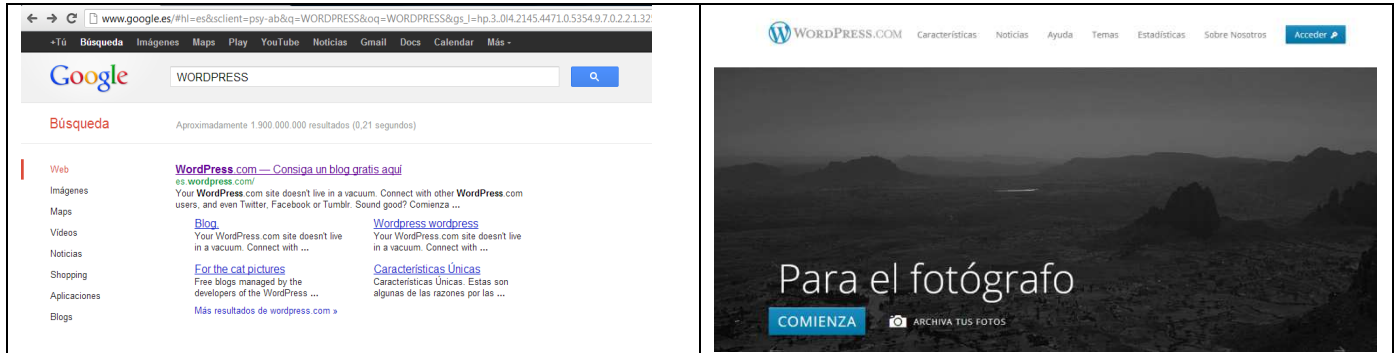 www.google.es/#hl=es&sclient=psy-ab&q=WORDPRESS&oq=WORDPRESS&gs_l=hp.3..0l4.2145.4471.0.5354.9.7.0.2.2.1.325
+Tú Búsqueda Imágenes Maps Play YouTube Noticias Gmail Docs Calendar Más
Google WORDPRESS
Búsqueda Aproximadamente 1.900.000.000 resultados (0,21 segundos)
Web
Imágenes
Maps
Vídeos
Noticias
Shopping
Aplicaciones
Blogs
WordPress.com — Consiga un blog gratis aquí
es.wordpress.com/
Your WordPress.com site doesn't live in a vacuum. Connect with other WordPress.com
users, and even Twitter, Facebook or Tumblr. Sound good? Comienza ...
Blog.
Your WordPress.com site doesn't live
in a vacuum. Connect with ...
Wordpress wordpress
Your WordPress.com site doesn't live
in a vacuum. Connect with ...
For the cat pictures
Free blogs managed by the
developers of the WordPress ...
Características Únicas
Características Únicas. Estas son
algunas de las razones por las ...
Más resultados de wordpress.com »
WORDPRESS.COM Características Noticias Ayuda Temas Estadísticas Sobre Nosotros Acceder
Para el fotógrafo
COMIENZA ARCHIVA TUS FOTOS